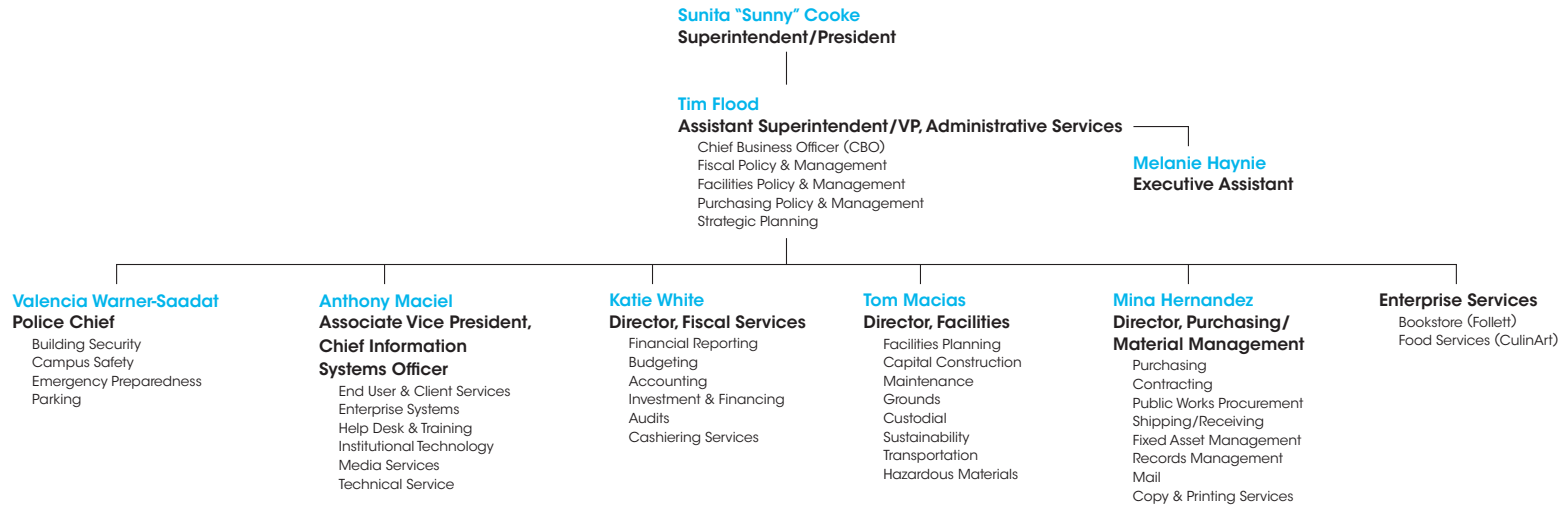 Sunita “Sunny” Cooke
Superintendent/President
Tim Flood
Assistant Superintendent/VP, Administrative Services
Chief Business Officer (CBO)
Fiscal Policy & Management
Facilities Policy & Management
Purchasing Policy & Management
Strategic Planning
Melanie Haynie
Executive Assistant
Valencia Warner-Saadat
Police Chief
Building Security
Campus Safety
Emergency Preparedness
Parking
Anthony Maciel
Associate Vice President,
Chief Information
Systems Officer
End User & Client Services
Enterprise Systems
Help Desk & Training
Institutional Technology
Media Services
Technical Service
Katie White
Director, Fiscal Services
Financial Reporting
Budgeting
Accounting
Investment & Financing
Audits
Cashiering Services
Tom Macias
Director, Facilities
Facilities Planning
Capital Construction
Maintenance
Grounds
Custodial
Sustainability
Transportation
Hazardous Materials
Mina Hernandez
Director, Purchasing/
Material Management
Purchasing
Contracting
Public Works Procurement
Shipping/Receiving
Fixed Asset Management
Records Management
Mail
Copy & Printing Services
Enterprise Services
Bookstore (Follett)
Food Services (CulinArt)